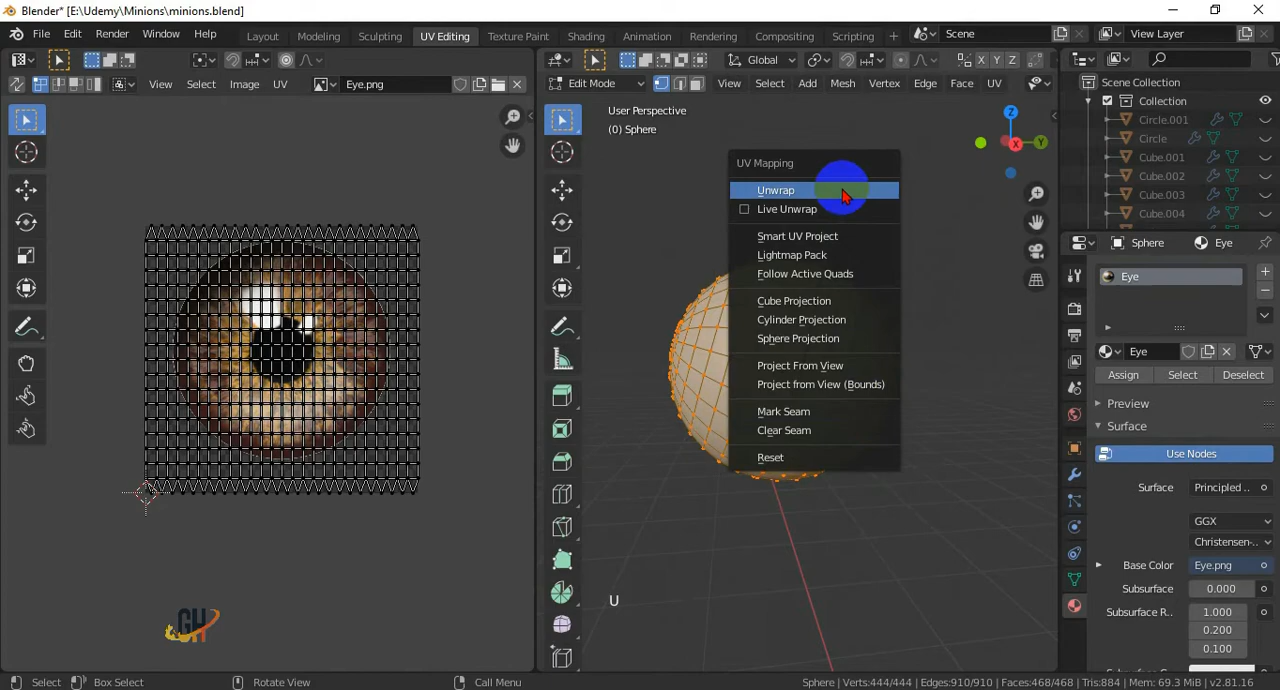 Blender* [E:\Udemy\Minions\minions.blend]
File Edit Render Window Help Layout Modeling Sculpting UV Editing Texture Paint Shading Animation Rendering Compositing Scripting + Scene View Layer
Global X Y Z
View Select Image UV Eye.png
Edit Mode View Select Add Mesh Vertex Edge Face UV
Scene Collection
Collection
Circle.001
Circle
Cube.001
Cube.002
Cube.003
Cube.004
User Perspective
(0) Sphere
Z
Y
X
UV Mapping
Unwrap
Live Unwrap
Smart UV Project
Lightmap Pack
Follow Active Quads
Cube Projection
Cylinder Projection
Sphere Projection
Project From View
Project from View (Bounds)
Mark Seam
Clear Seam
Reset
U
GH
Sphere Eye
Eye
Eye
Assign Select Deselect
Preview
Surface
Use Nodes
Surface Principled ..
GGX
Christensen-..
Base Color Eye.png
Subsurface 0.000
Subsurface R.. 1.000
0.200
0.100
Select Box Select Rotate View Call Menu
Sphere | Verts:444/444 | Edges:910/910 | Faces:468/468 | Tris:884 | Mem: 69.3 MiB | v2.81.16